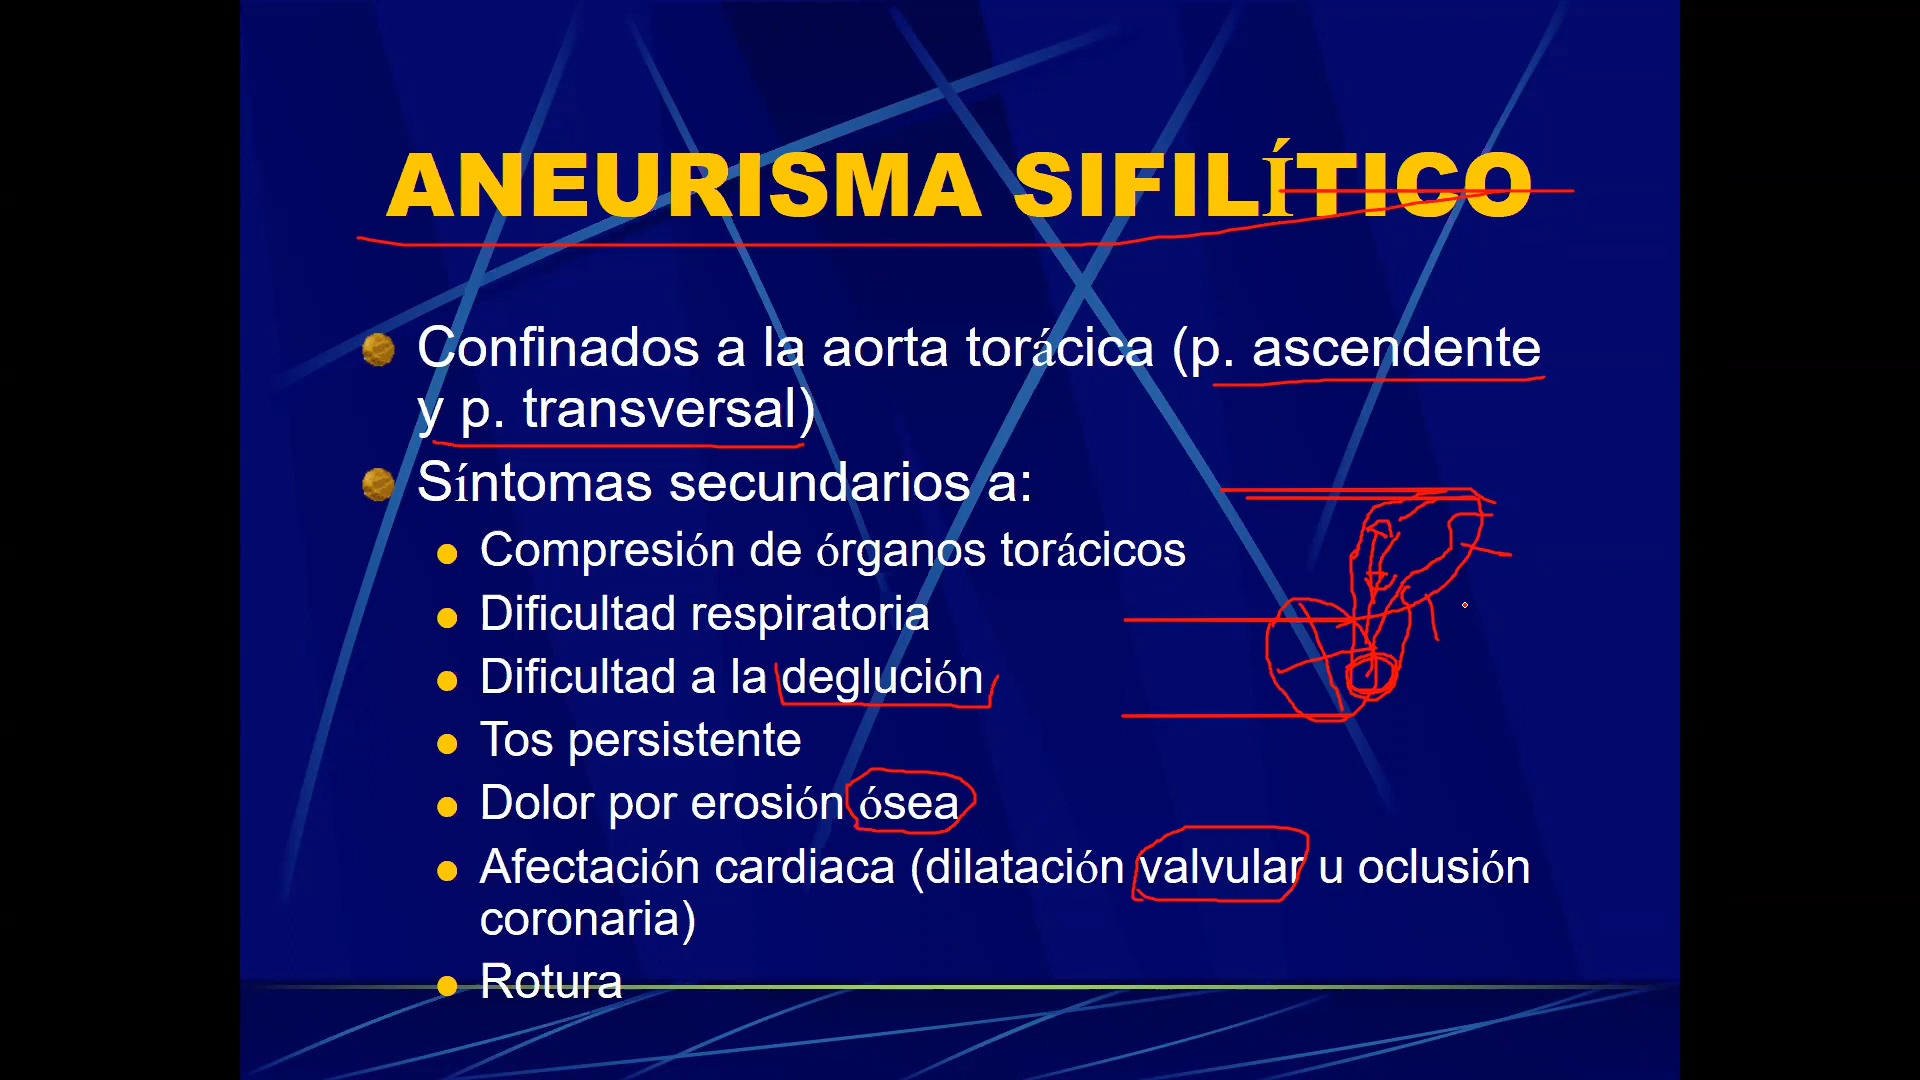 ANEURISMA SIFILÍTICO
Confinados a la aorta torácica (p. ascendente
y p. transversal)
Síntomas secundarios a:
Compresión de órganos torácicos
Dificultad respiratoria
Dificultad a la deglución
Tos persistente
Dolor por erosión ósea
Afectación cardiaca (dilatación valvular u oclusión
coronaria)
Rotura